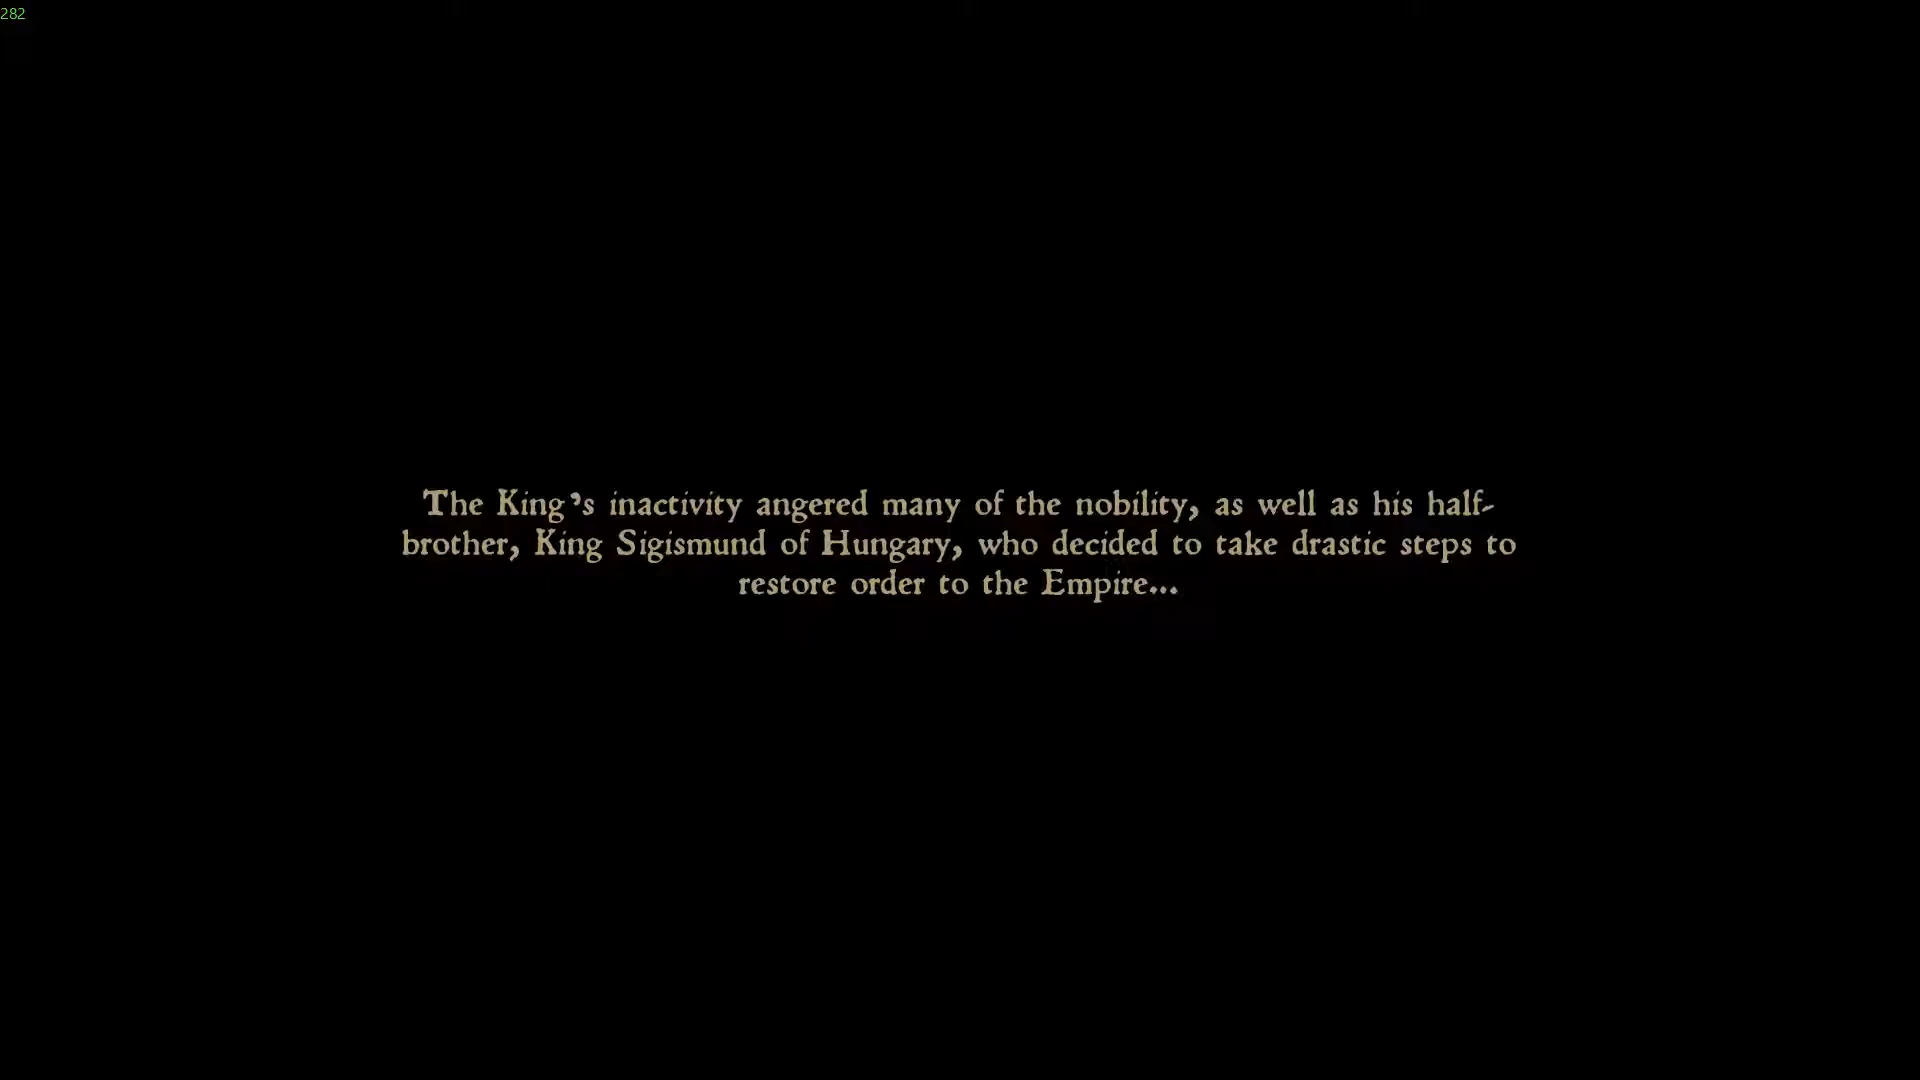 282
The King's inactivity angered many of the nobility, as well as his half-
brother, King Sigismund of Hungary, who decided to take drastic steps to
restore order to the Empire...